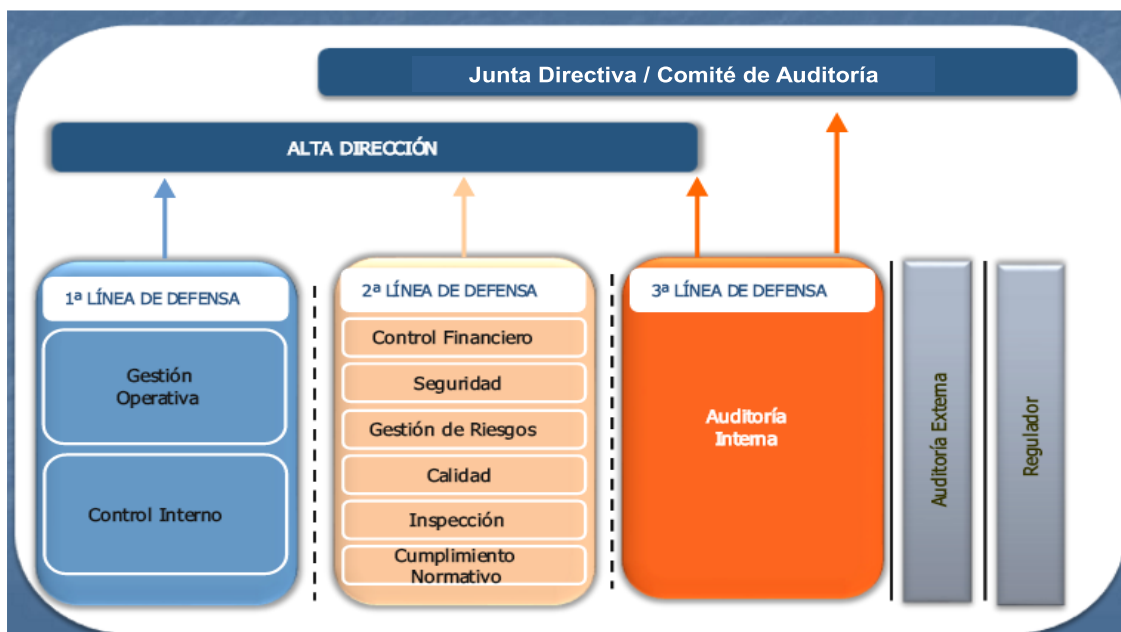 Junta Directiva / Comité de Auditoría
ALTA DIRECCIÓN
1ª LÍNEA DE DEFENSA
Gestión
Operativa
Control Interno
2ª LÍNEA DE DEFENSA
Control Financiero
Seguridad
Gestión de Riesgos
Calidad
Inspección
Cumplimiento
Normativo
3ª LÍNEA DE DEFENSA
Auditoría
Interna
Auditoría Externa
Regulador